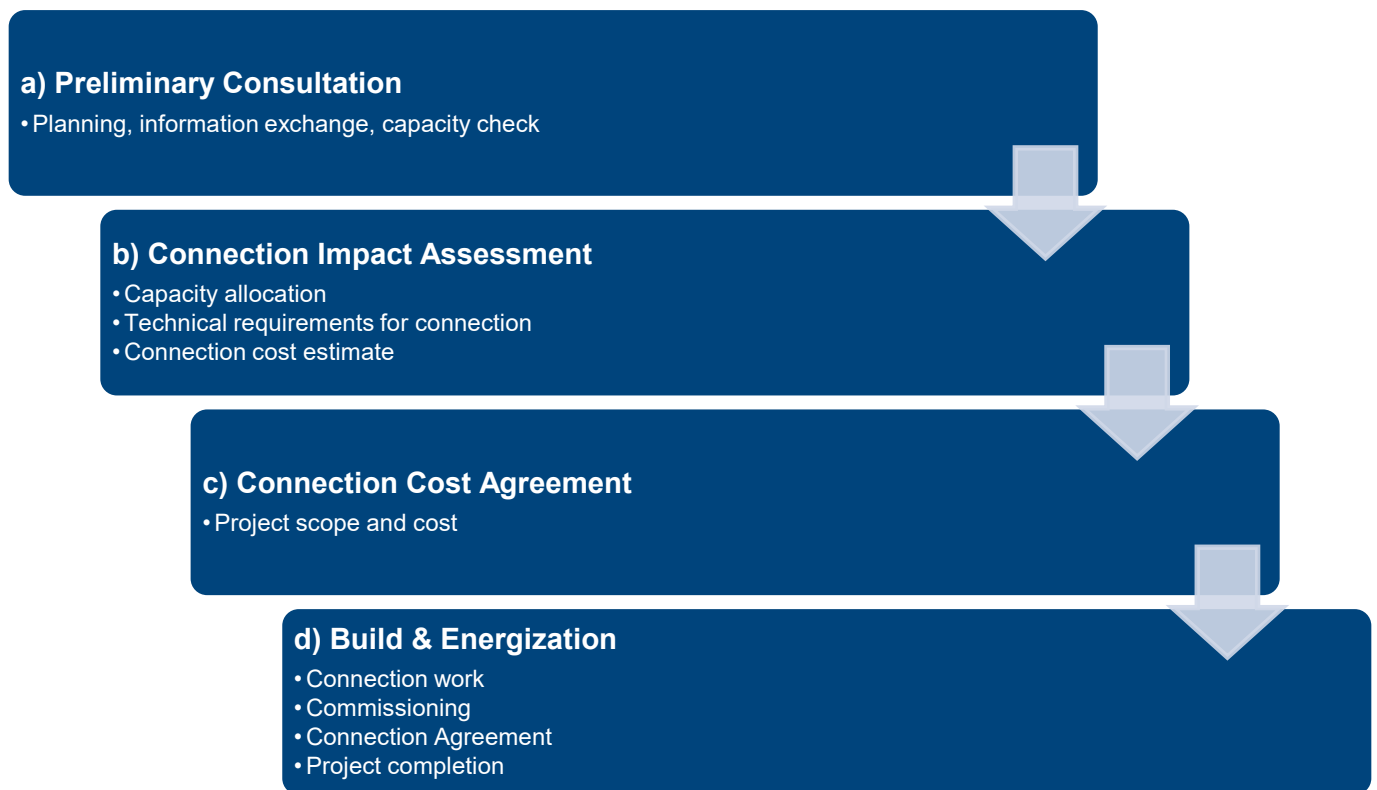 a) Preliminary Consultation
• Planning, information exchange, capacity check
b) Connection Impact Assessment
• Capacity allocation
• Technical requirements for connection
• Connection cost estimate
c) Connection Cost Agreement
• Project scope and cost
d) Build & Energization
• Connection work
• Commissioning
• Connection Agreement
• Project completion